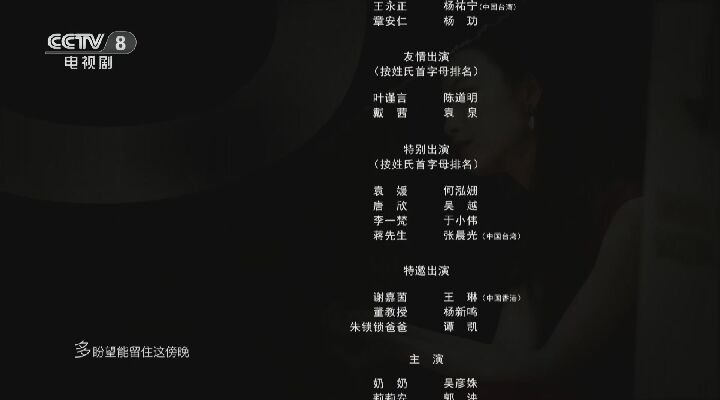 王永正 杨祐宁(中国台湾)
章安仁 杨功
CCTV 8
电视剧
友情出演
(按姓氏首字母排名)
叶谨言 陈道明
戴茜 袁泉
特别出演
(按姓氏首字母排名)
袁媛 何泓姗
唐欣 吴越
李一梵 于小伟
蒋先生 张晨光(中国台湾)
特邀出演
谢嘉茵 王琳(中国香港)
董教授 杨新鸣
朱锁锁爸爸 谭凯
多盼望能留住这傍晚
主演
奶奶 吴彦姝